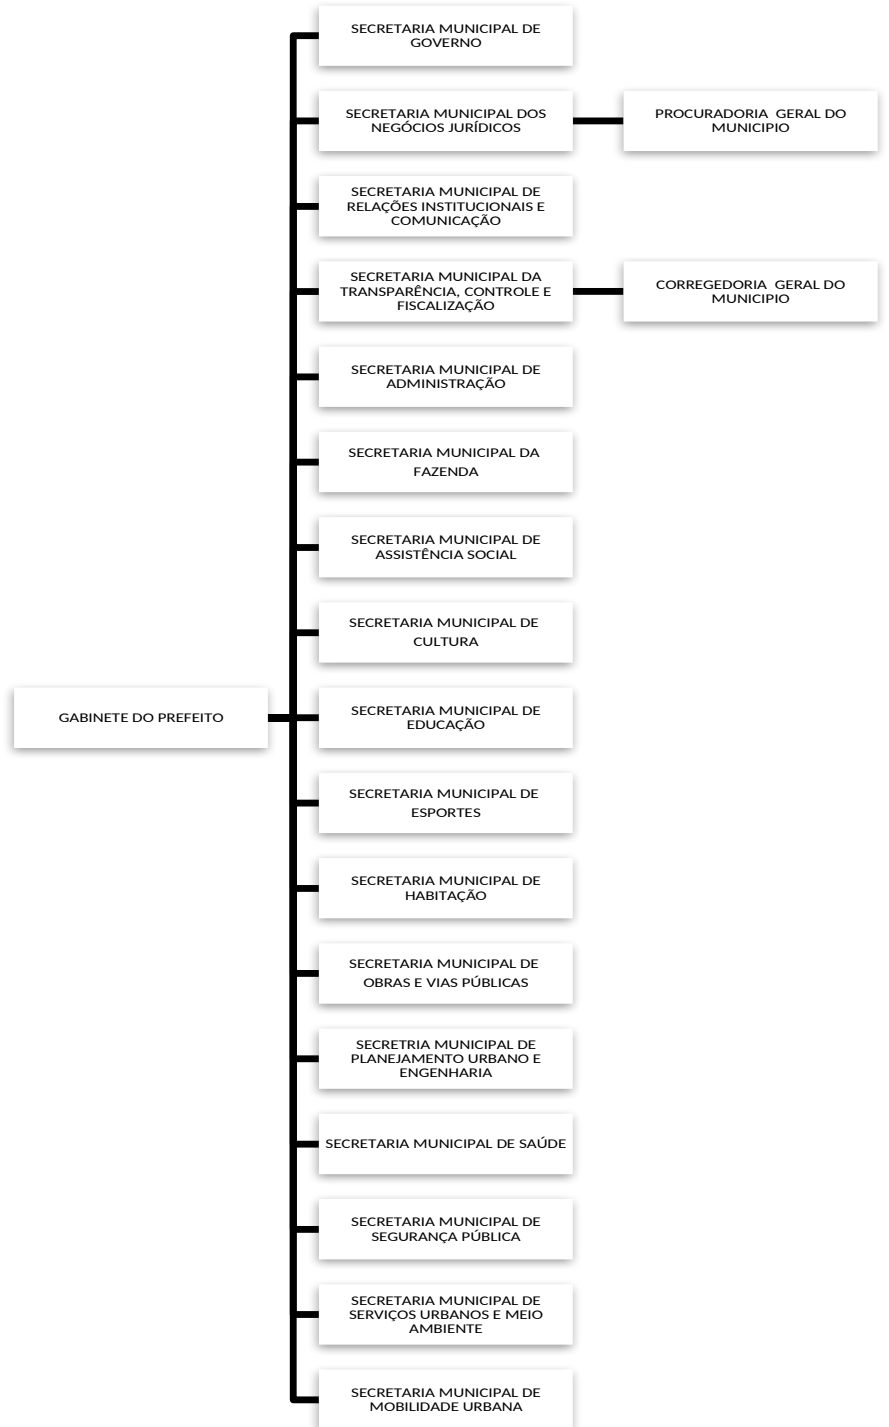 SECRETARIA MUNICIPAL DE
GOVERNO
SECRETARIA MUNICIPAL DOS
NEGÓCIOS JURÍDICOS
PROCURADORIA GERAL DO
MUNICIPIO
SECRETARIA MUNICIPAL DE
RELAÇÕES INSTITUCIONAIS E
COMUNICAÇÃO
SECRETARIA MUNICIPAL DA
TRANSPARÊNCIA, CONTROLE E
FISCALIZAÇÃO
CORREGEDORIA GERAL DO
MUNICIPIO
SECRETARIA MUNICIPAL DE
ADMINISTRAÇÃO
SECRETARIA MUNICIPAL DA
FAZENDA
SECRETARIA MUNICIPAL DE
ASSISTÊNCIA SOCIAL
SECRETARIA MUNICIPAL DE
CULTURA
GABINETE DO PREFEITO
SECRETARIA MUNICIPAL DE
EDUCAÇÃO
SECRETARIA MUNICIPAL DE
ESPORTES
SECRETARIA MUNICIPAL DE
HABITAÇÃO
SECRETARIA MUNICIPAL DE
OBRAS E VIAS PÚBLICAS
SECRETRIA MUNICIPAL DE
PLANEJAMENTO URBANO E
ENGENHARIA
SECRETARIA MUNICIPAL DE SAÚDE
SECRETARIA MUNICIPAL DE
SEGURANÇA PÚBLICA
SECRETARIA MUNICIPAL DE
SERVIÇOS URBANOS E MEIO
AMBIENTE
SECRETARIA MUNICIPAL DE
MOBILIDADE URBANA